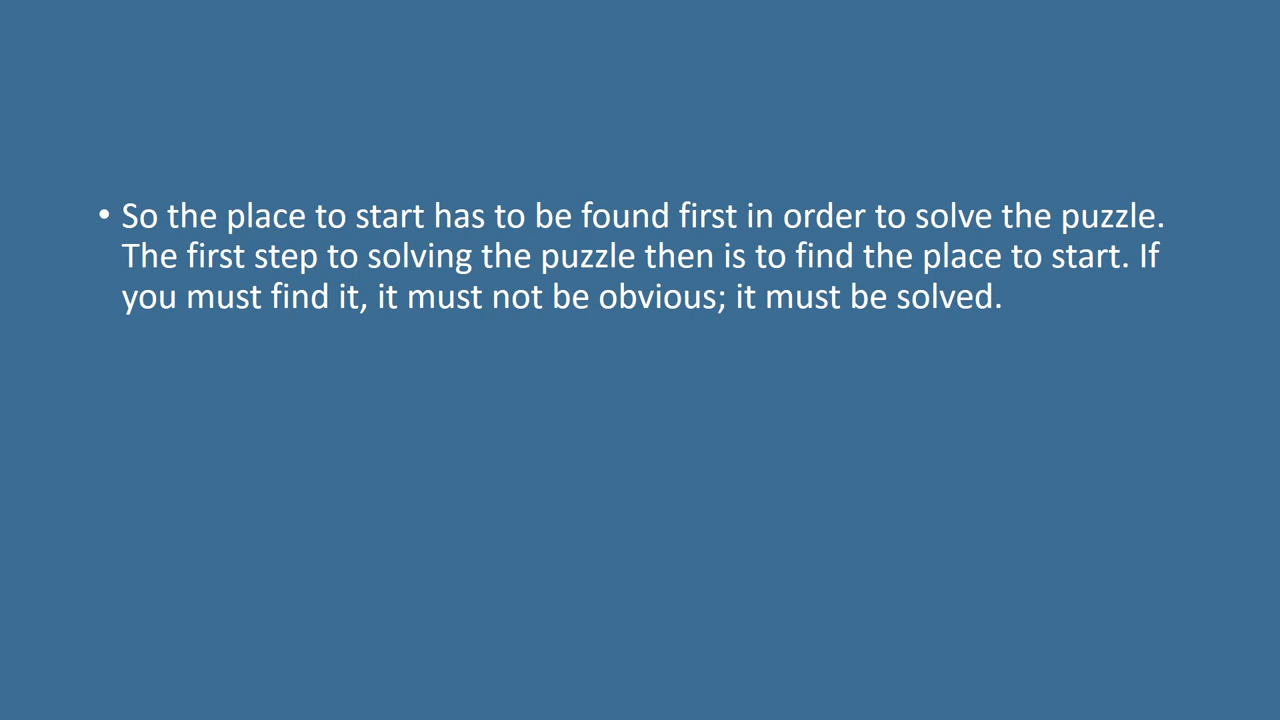 • So the place to start has to be found first in order to solve the puzzle.
The first step to solving the puzzle then is to find the place to start. If
you must find it, it must not be obvious; it must be solved.